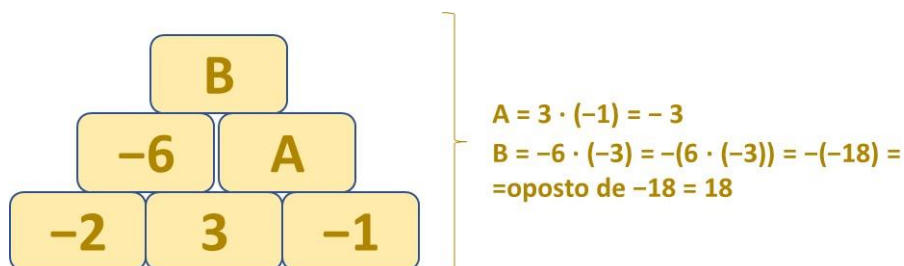 B
−6 A
−2 3 −1
A = 3 · (−1) = − 3
B = −6 · (−3) = −(6 · (−3)) = −(−18) =
=oposto de −18 = 18